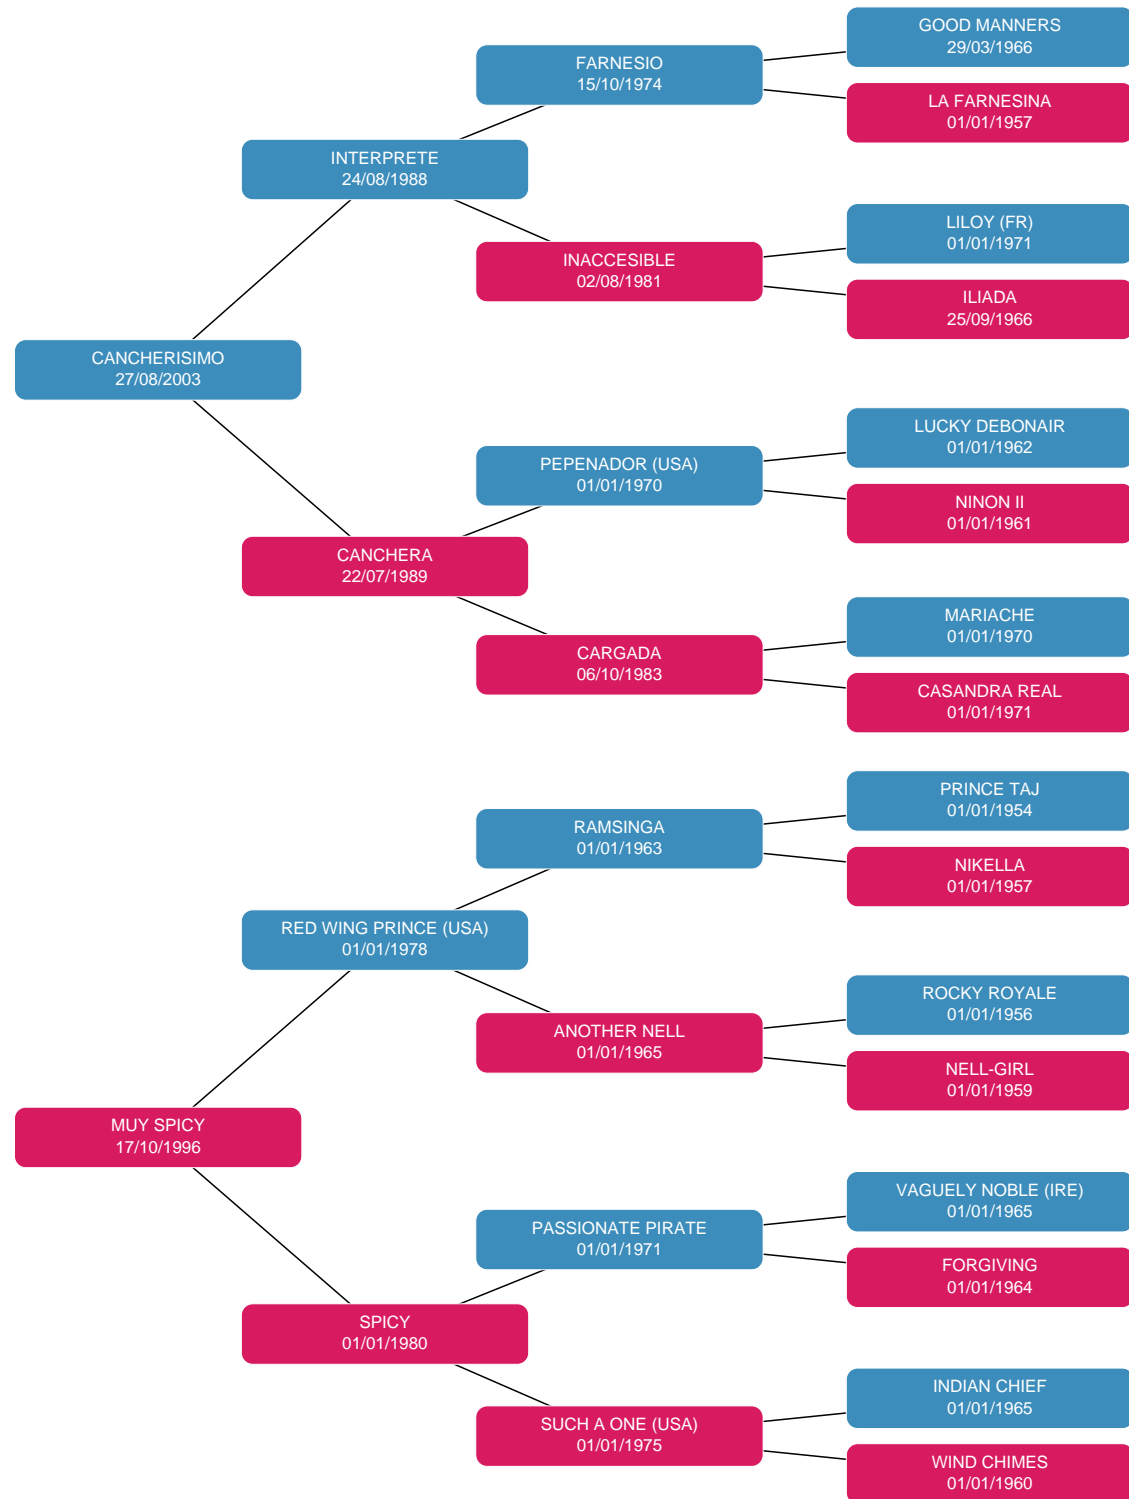 GOOD MANNERS
29/03/1966
FARNESIO
15/10/1974
LA FARNESINA
01/01/1957
INTERPRETE
24/08/1988
LILOY (FR)
01/01/1971
INACCESIBLE
02/08/1981
ILIADA
25/09/1966
CANCHERISIMO
27/08/2003
LUCKY DEBONAIR
01/01/1962
PEPENADOR (USA)
01/01/1970
NINON II
01/01/1961
CANCHERA
22/07/1989
MARIACHE
01/01/1970
CARGADA
06/10/1983
CASANDRA REAL
01/01/1971
PRINCE TAJ
01/01/1954
RAMSINGA
01/01/1963
NIKELLA
01/01/1957
RED WING PRINCE (USA)
01/01/1978
ROCKY ROYALE
01/01/1956
ANOTHER NELL
01/01/1965
NELL-GIRL
01/01/1959
MUY SPICY
17/10/1996
VAGUELY NOBLE (IRE)
01/01/1965
PASSIONATE PIRATE
01/01/1971
FORGIVING
01/01/1964
SPICY
01/01/1980
INDIAN CHIEF
01/01/1965
SUCH A ONE (USA)
01/01/1975
WIND CHIMES
01/01/1960